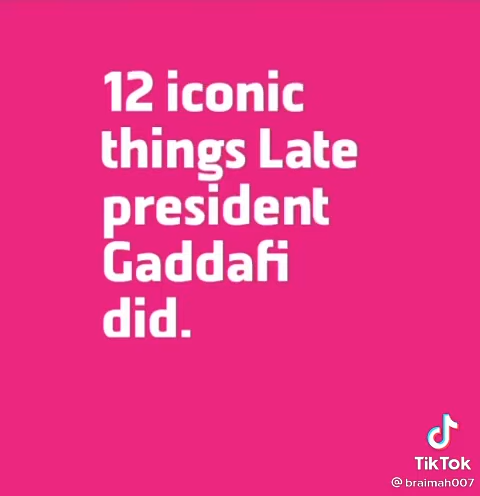 12 iconic
things Late
president
Gaddafi
did.
TikTok
@braimah007